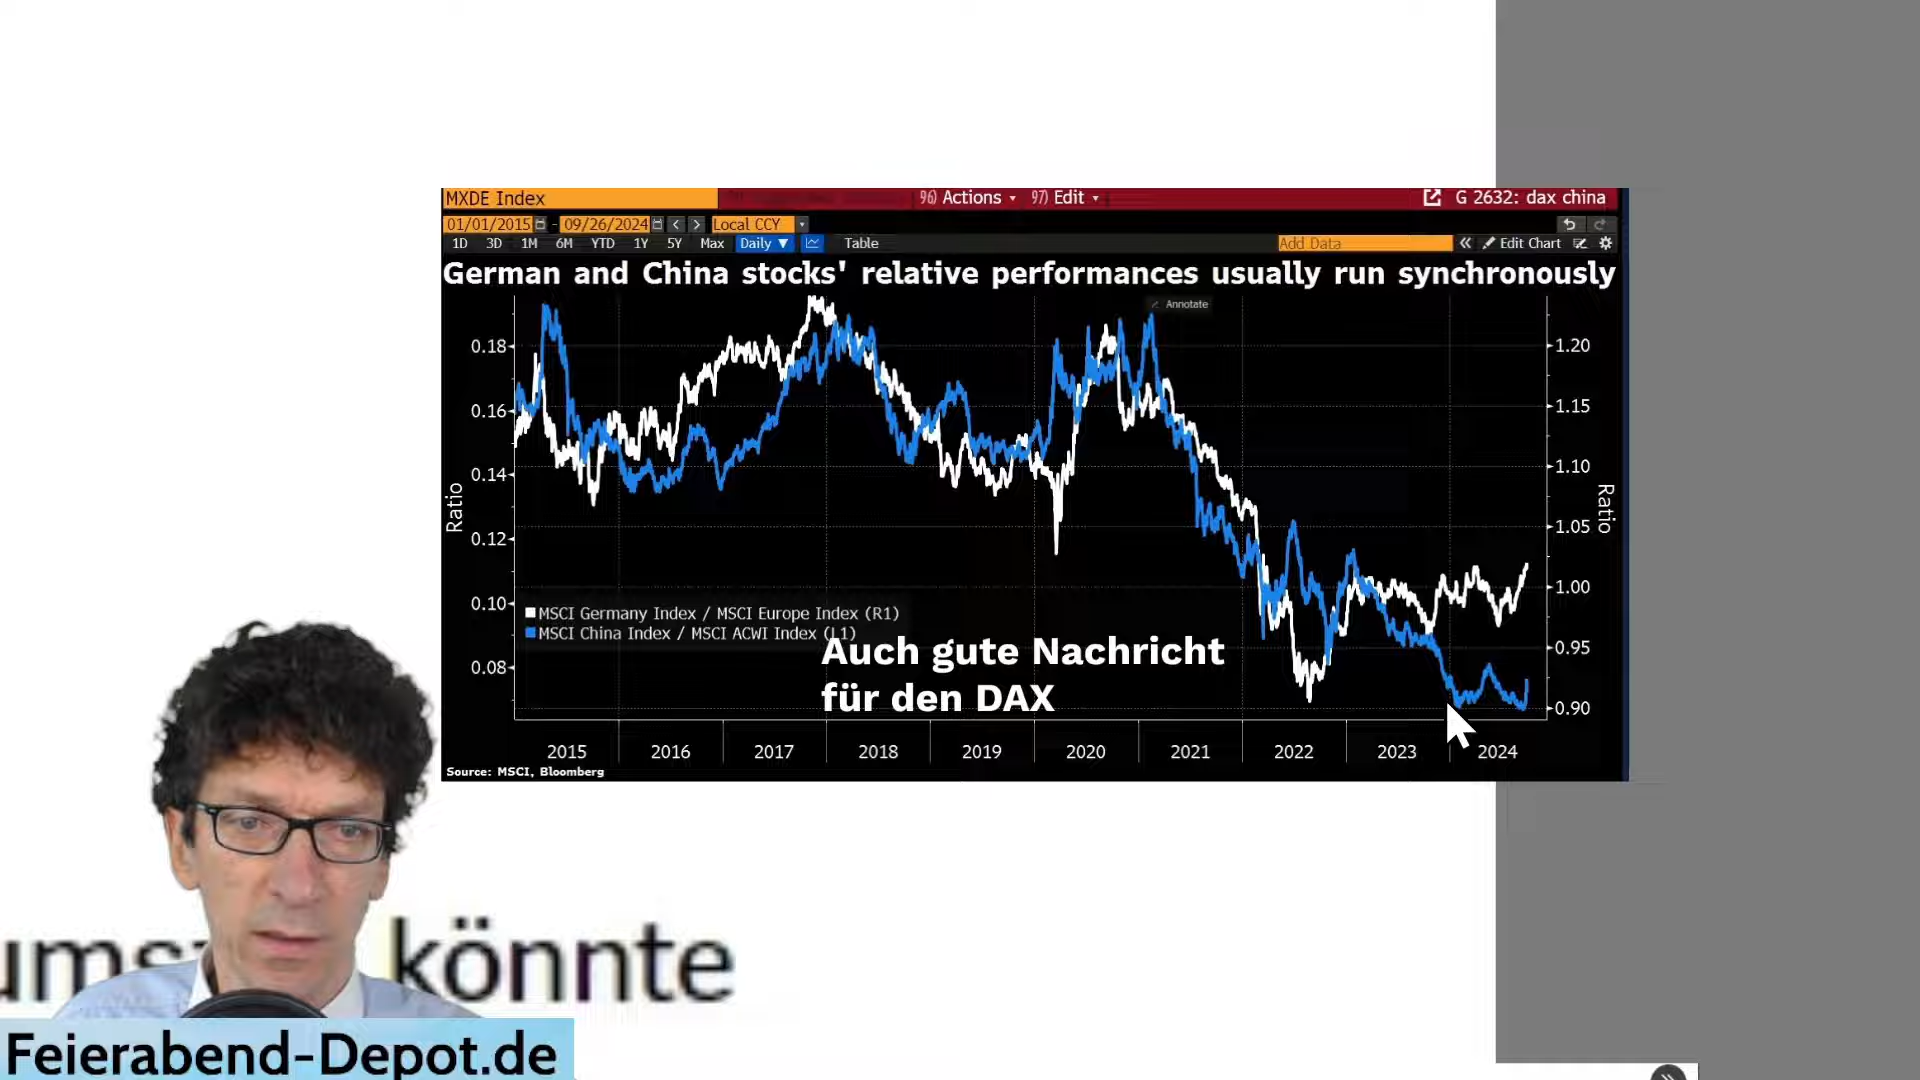 MXDE Index
96) Actions 97) Edit
G 2632: dax china
01/01/2015 - 09/26/2024 < > Local CCY
1D 3D 1M 6M YTD 1Y 5Y Max Daily ▼ Table
Add Data « Edit Chart
German and China stocks' relative performances usually run synchronously
Annotate
0.18
0.16
0.14
0.12
0.10
0.08
Ratio
1.20
1.15
1.10
1.05
1.00
0.95
0.90
Ratio
MSCI Germany Index / MSCI Europe Index (R1)
MSCI China Index / MSCI ACWI Index (L1)
Auch gute Nachricht
für den DAX
2015 2016 2017 2018 2019 2020 2021 2022 2023 2024
Source: MSCI, Bloomberg
könnte
Feierabend-Depot.de